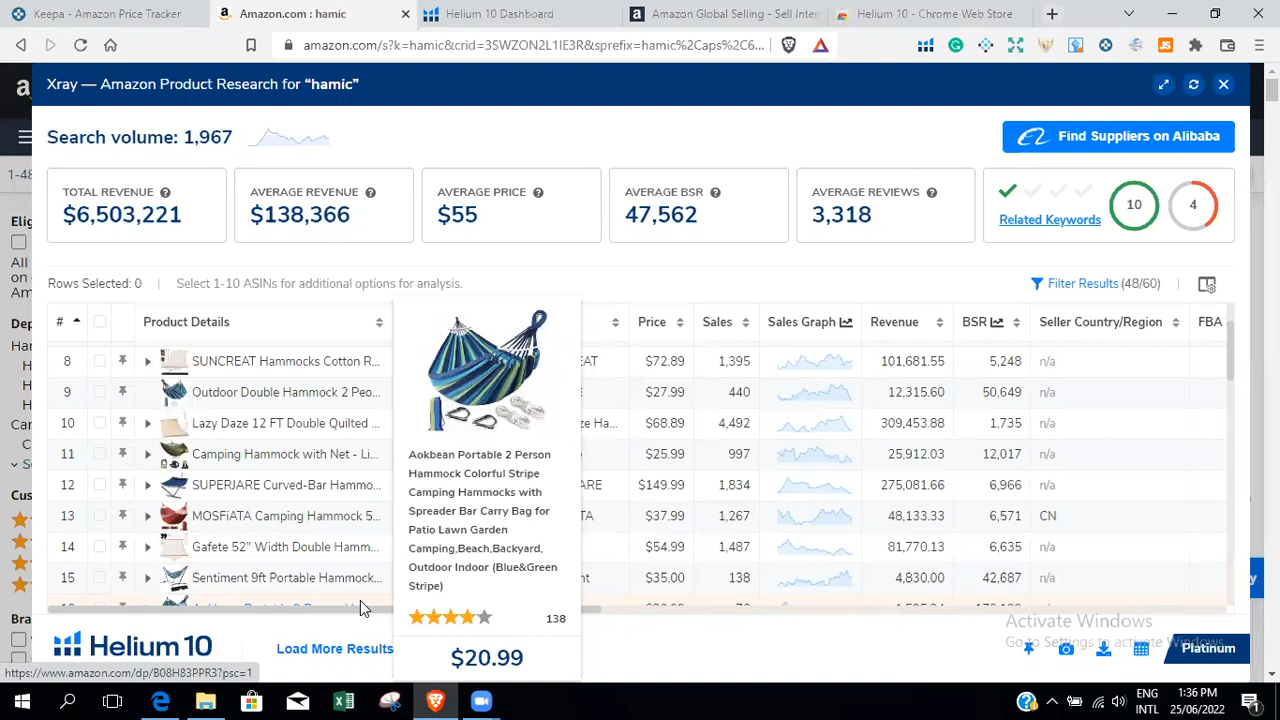 Keepa - Amazon Price Tracker
Amazon.com : hamic
Helium 10 Dashboard
Amazon Global Selling - Sell Inter
Helium 10 - Chrome Web Store
amazon.com/s?k=hamic&crid=3SWZON2L1IE3R&sprefix=hamic%2Caps%2C6...
Xray — Amazon Product Research for “hamic”
Search volume: 1,967
Find Suppliers on Alibaba
TOTAL REVENUE
$6,503,221
AVERAGE REVENUE
$138,366
AVERAGE PRICE
$55
AVERAGE BSR
47,562
AVERAGE REVIEWS
3,318
Related Keywords
10
4
Rows Selected: 0 | Select 1-10 ASINs for additional options for analysis.
Filter Results (48/60)
# Product Details Price Sales Sales Graph Revenue BSR Seller Country/Region FBA
8 SUNCREAT Hammocks Cotton R... EAT $72.89 1,395 101,681.55 5,248 n/a
9 Outdoor Double Hammock 2 Peo... $27.99 440 12,315.60 50,649 n/a
10 Lazy Daze 12 FT Double Quilted ... ze Ha... $68.89 4,492 309,453.88 1,735 n/a
11 Camping Hammock with Net - Li... $25.99 997 25,912.03 12,017 n/a
12 SUPERJARE Curved-Bar Hammo... JARE $149.99 1,834 275,081.66 6,966 n/a
13 MOSFiATA Camping Hammock 5... TA $37.99 1,267 48,133.33 6,571 CN
14 Gafete 52" Width Double Hamm... $54.99 1,487 81,770.13 6,635 n/a
15 Sentiment 9ft Portable Hammock... nt $35.00 138 4,830.00 42,687 n/a
Aokbean Portable 2 Person
Hammock Colorful Stripe
Camping Hammocks with
Spreader Bar Carry Bag for
Patio Lawn Garden
Camping,Beach,Backyard,
Outdoor Indoor (Blue&Green
Stripe)
138
$20.99
Helium 10
Load More Results
Activate Windows
Go to Settings to activate Windows.
Platinum
https://www.amazon.com/dp/B08H83PPR3?psc=1
ENG
INTL
1:36 PM
25/06/2022